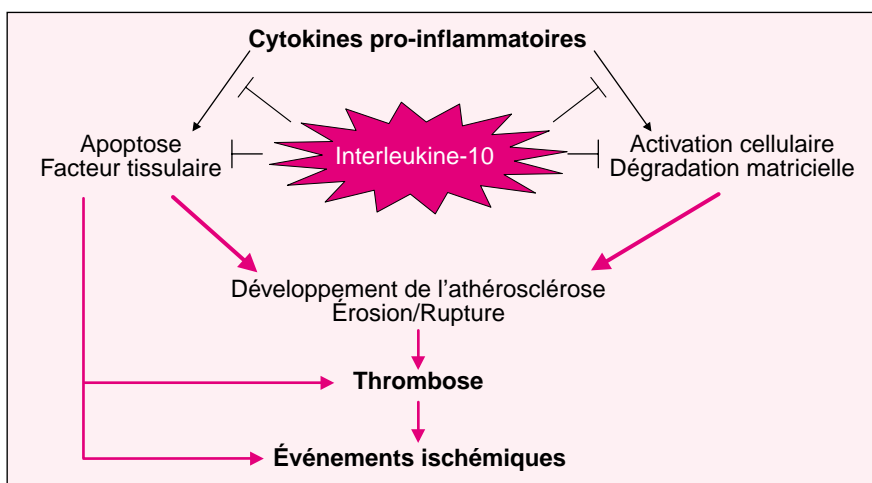 Cytokines pro-inflammatoires
Apoptose
Facteur tissulaire
Interleukine-10
Activation cellulaire
Dégradation matricielle
Développement de l'athérosclérose
Érosion/Rupture
Thrombose
Événements ischémiques